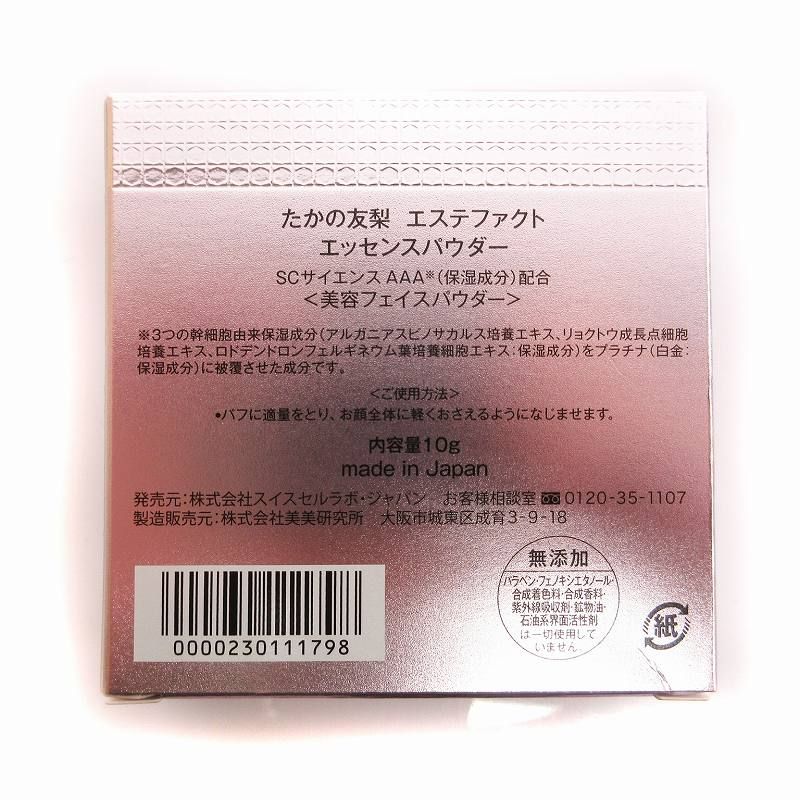 たかの友梨 エステファクト
エッセンスパウダー
SCサイエンス AAA※(保湿成分)配合
<美容フェイスパウダー>
※3つの幹細胞由来保湿成分(アルガニアスピノサカルス培養エキス、リョクトウ成長点細胞
培養エキス、ロドデンドロンフェルギネウム葉培養細胞エキス:保湿成分)をプラチナ(白金:
保湿成分)に被覆させた成分です。
<ご使用方法>
•パフに適量をとり、お顔全体に軽くおさえるようになじませます。
内容量10g
made in Japan
発売元:株式会社スイスセルラボ・ジャパン お客様相談室 0120-35-1107
製造販売元:株式会社美美研究所 大阪市城東区成育3-9-18
無添加
パラベン・フェノキシエタノール・
合成着色料・合成香料・
紫外線吸収剤・鉱物油・
石油系界面活性剤
は一切使用して
いません
紙
0000230111798